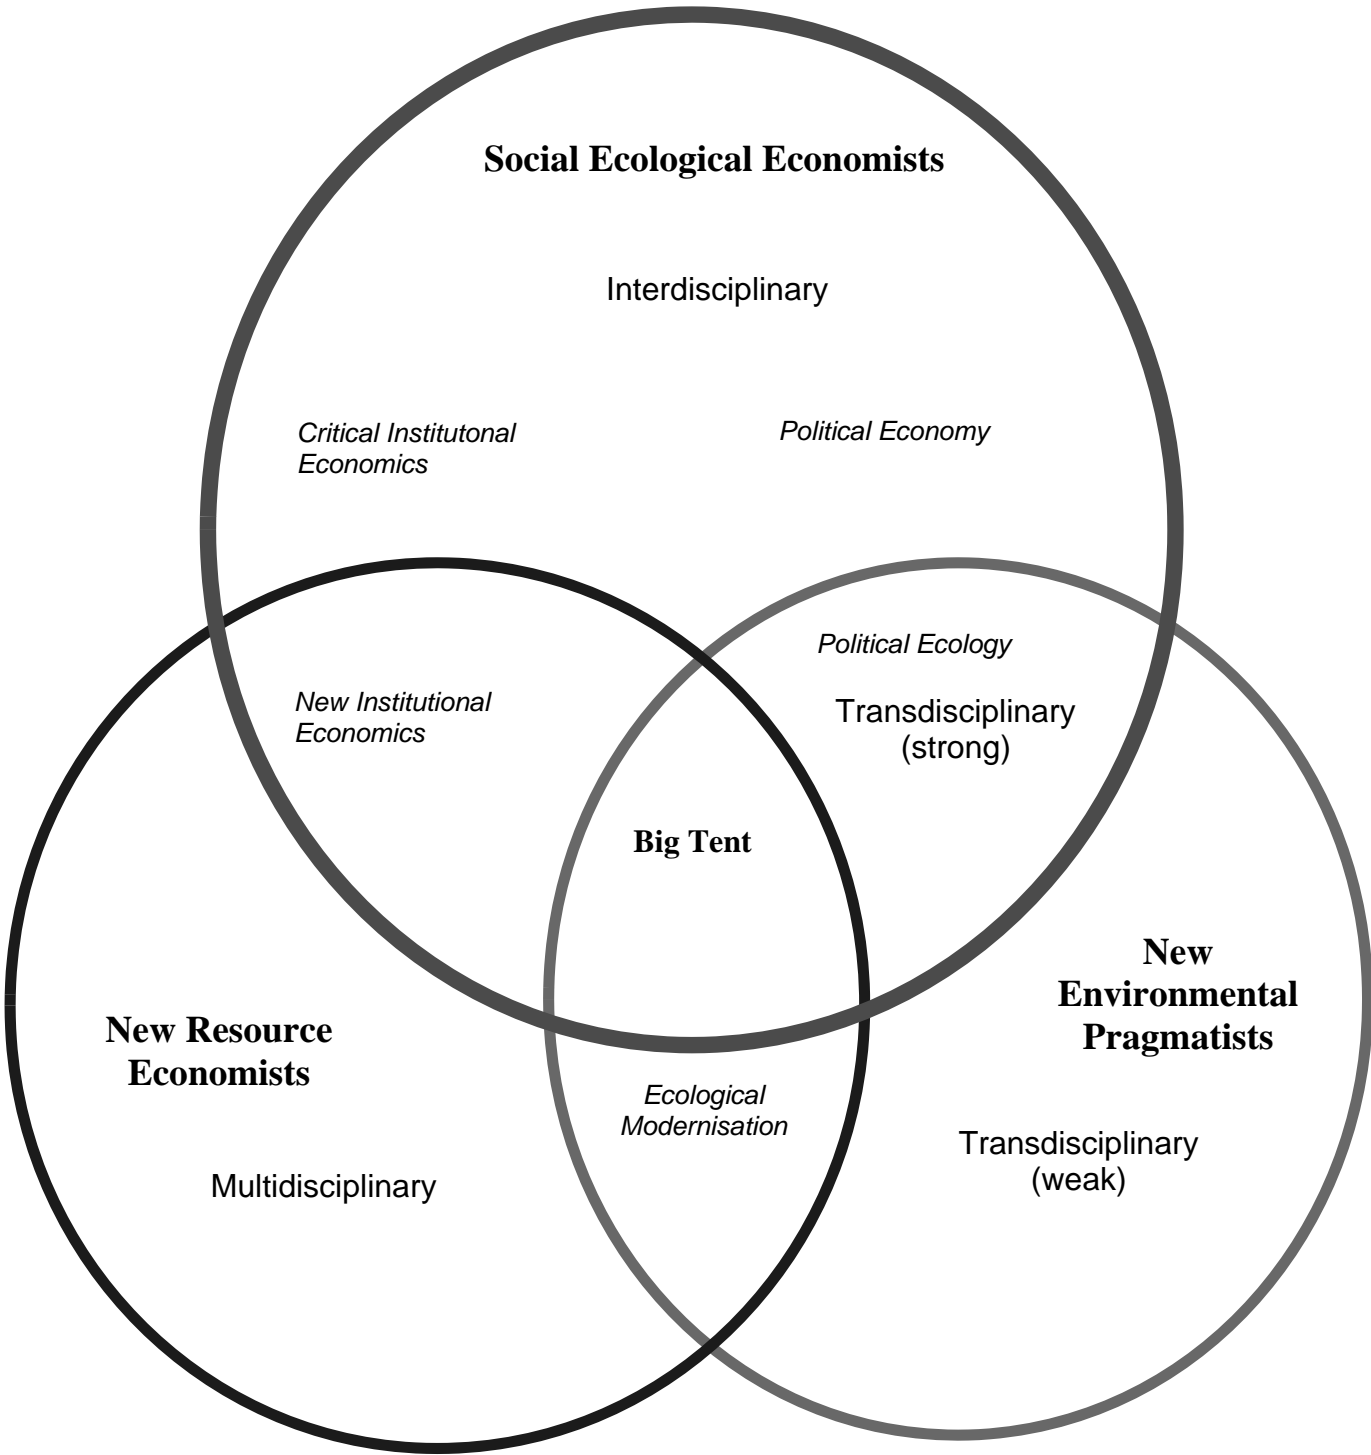 Social Ecological Economists
Interdisciplinary
Critical Institutonal
Economics
Political Economy
Political Ecology
Transdisciplinary
(strong)
New Institutional
Economics
Big Tent
New
Environmental
Pragmatists
New Resource
Economists
Ecological
Modernisation
Transdisciplinary
(weak)
Multidisciplinary